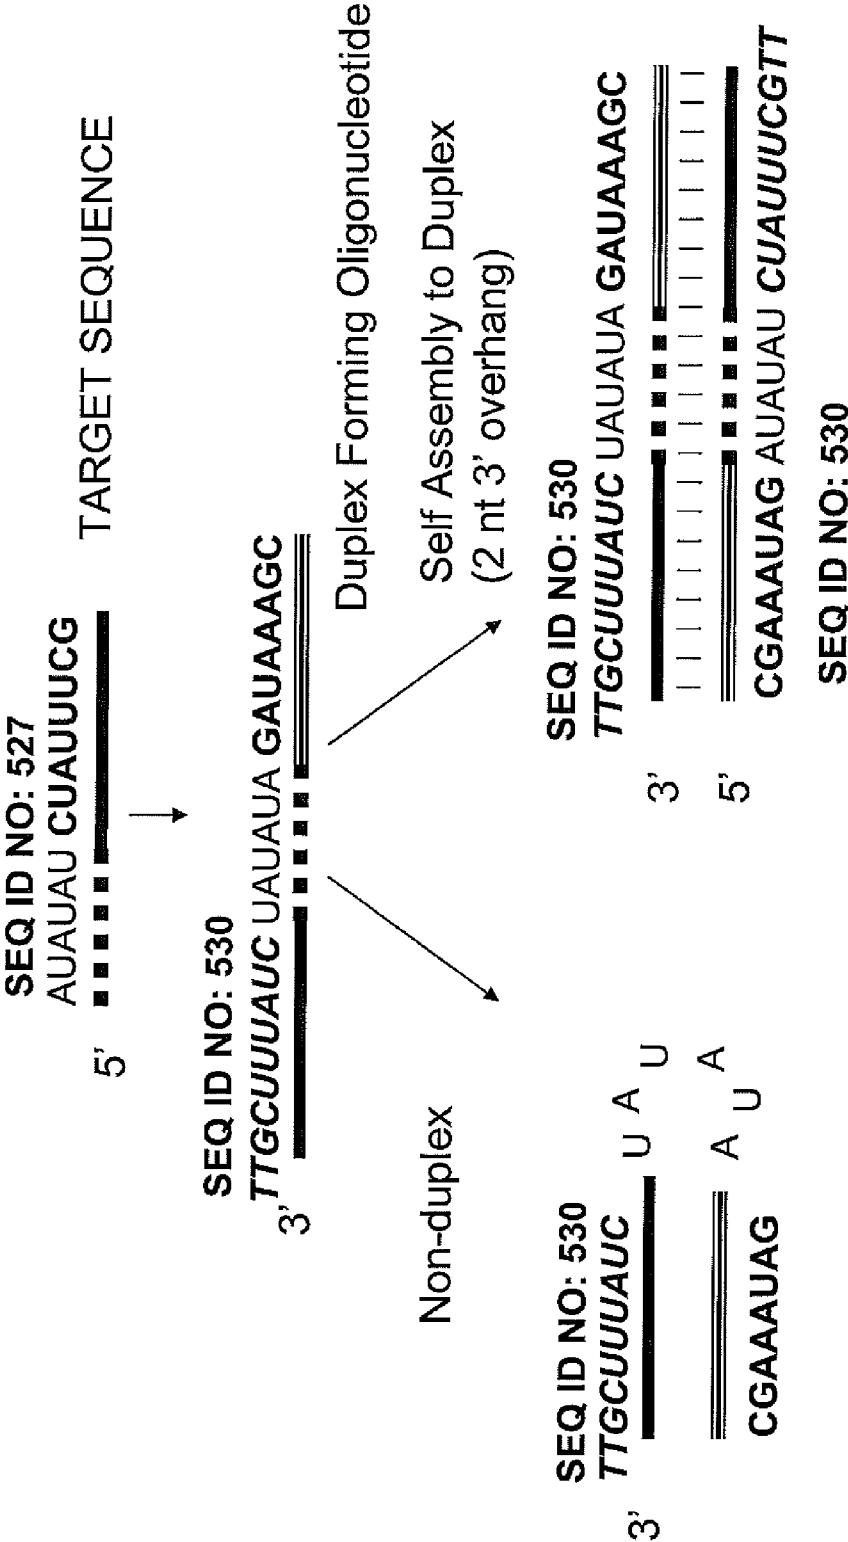 SEQ ID NO: 527
AUAUAU CUAUUUCG
5'
TARGET SEQUENCE
SEQ ID NO: 530
TTGCUUUAUC UAUAUA GAUAAAGC
3'
Duplex Forming Oligonucleotide
Non-duplex
Self Assembly to Duplex
(2 nt 3' overhang)
SEQ ID NO: 530
TTGCUUUAUC
3'
U A U
A U A
CGAAAUAG
SEQ ID NO: 530
TTGCUUUAUC UAUAUA GAUAAAGC
3'
5'
CGAAAUAG AUAUAU CUAUUUCGTT
SEQ ID NO: 530